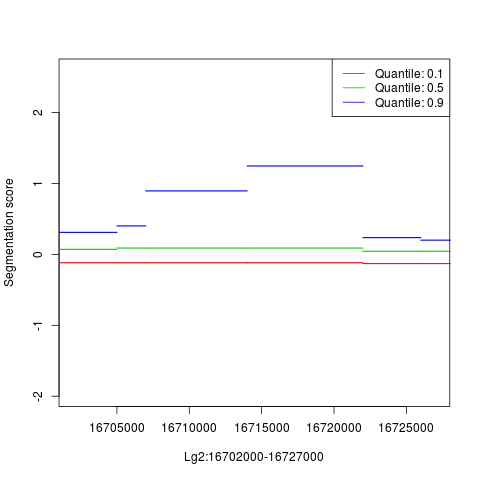 Quantile: 0.1
Quantile: 0.5
Quantile: 0.9
Segmentation score
2
1
0
-1
-2
16705000 16710000 16715000 16720000 16725000
Lg2:16702000-16727000